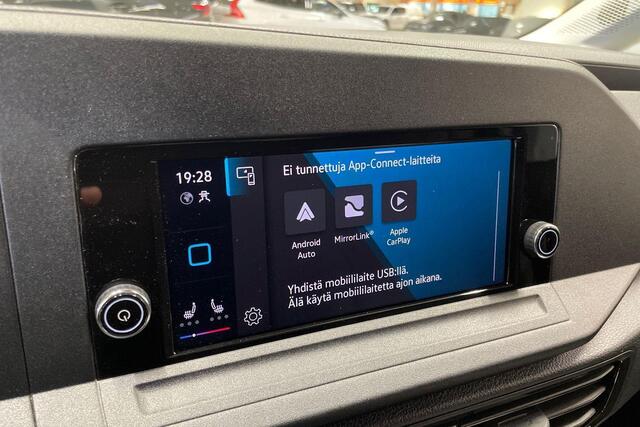 Ei tunnettuja App-Connect-laitteita
19:28
Android
Auto
MirrorLink®
Apple
CarPlay
Yhdistä mobiililaite USB:llä.
Älä käytä mobiililaitetta ajon aikana.